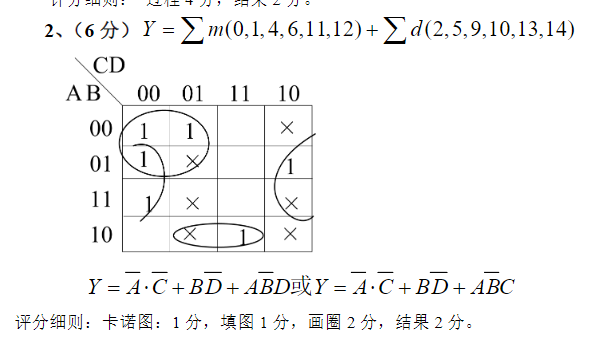 评分细则: 过程4分, 结果2分。
2、(6分) Y = ∑m(0,1,4,6,11,12) + ∑d(2,5,9,10,13,14)
CD
AB 00 01 11 10
00 1 1 ×
01 1 × 1
11 1 × ×
10 × 1 ×
Y = A̅·C̅ + BD̅ + AB̅D或Y = A̅·C̅ + BD̅ + AB̅C
评分细则：卡诺图：1分，填图1分，画圈2分，结果2分。